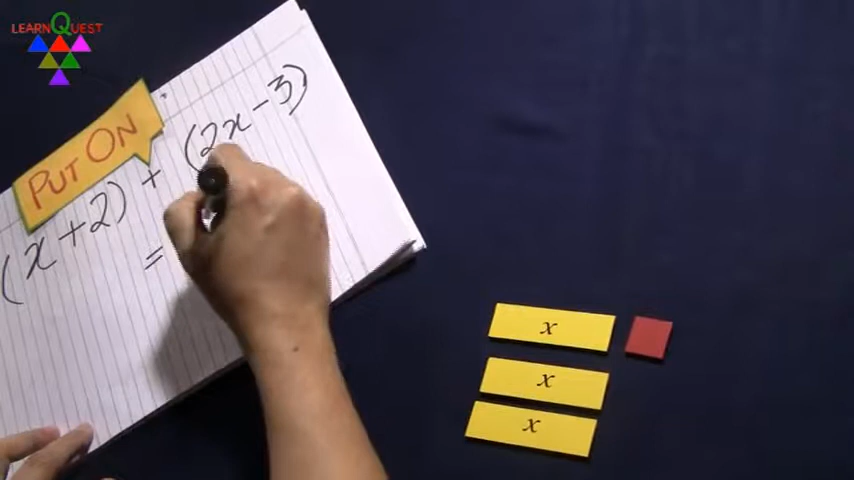 LEARNQUEST
PUT ON
(x+2) + (2x-3)
=
x
x
x